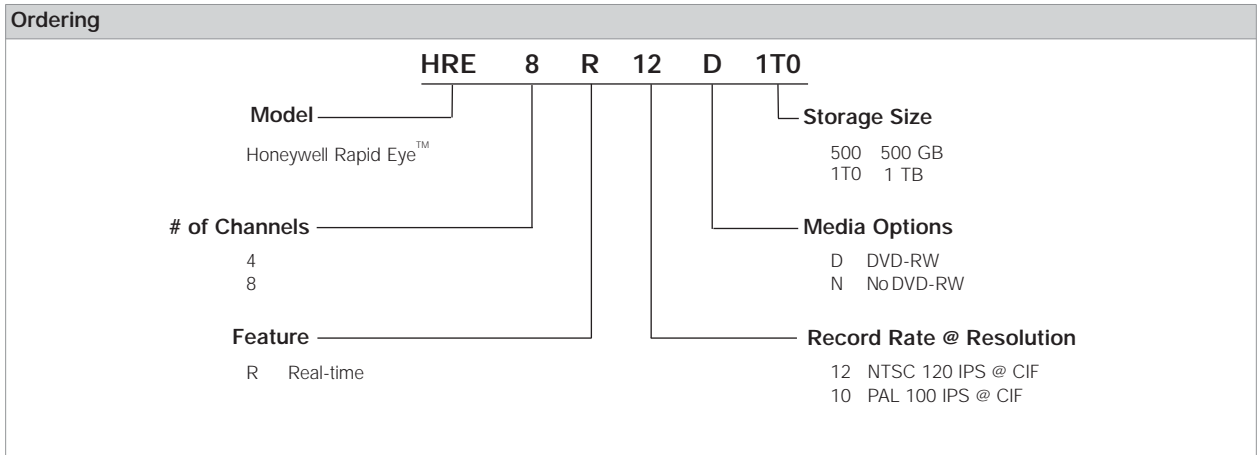 Ordering
HRE 8 R 12 D 1T0
Model
Honeywell Rapid Eye™
# of Channels
4
8
Feature
R Real-time
Storage Size
500 500 GB
1T0 1 TB
Media Options
D DVD-RW
N No DVD-RW
Record Rate @ Resolution
12 NTSC 120 IPS @ CIF
10 PAL 100 IPS @ CIF